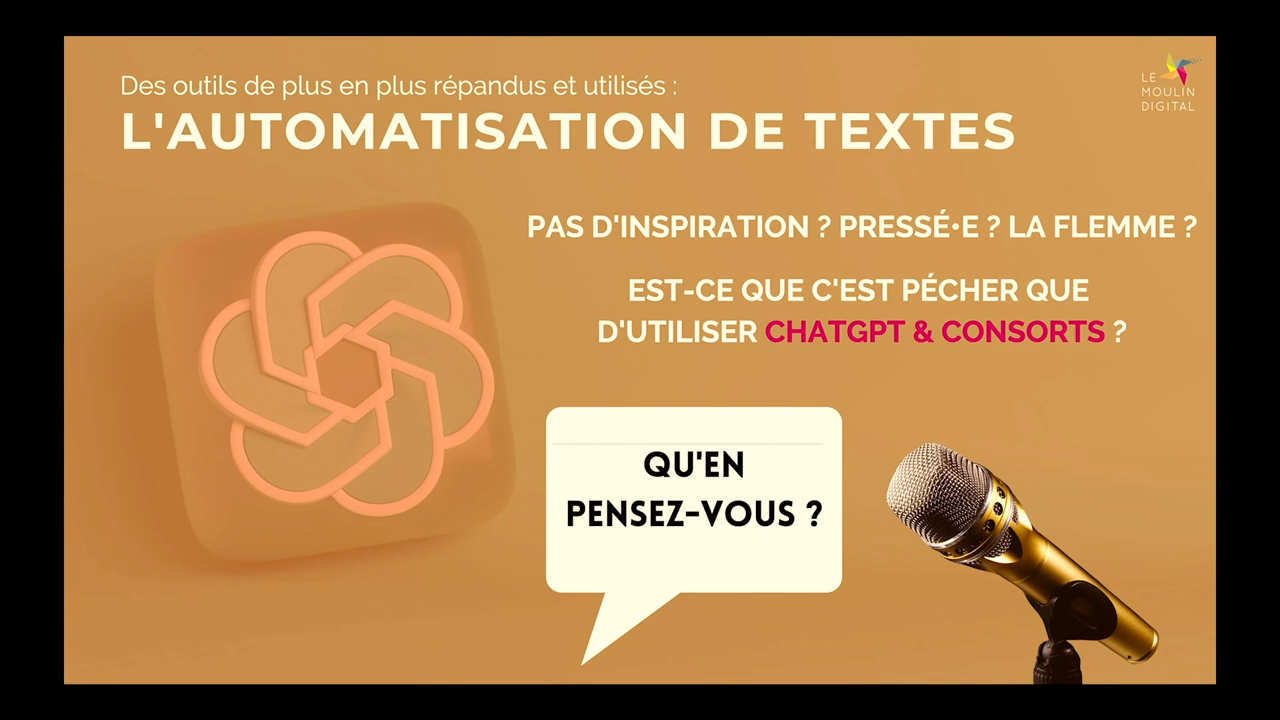 Des outils de plus en plus répandus et utilisés :
L'AUTOMATISATION DE TEXTES
LE
MOULIN
DIGITAL
PAS D'INSPIRATION ? PRESSÉ•E ? LA FLEMME ?
EST-CE QUE C'EST PÉCHER QUE
D'UTILISER CHATGPT & CONSORTS ?
QU'EN
PENSEZ-VOUS ?